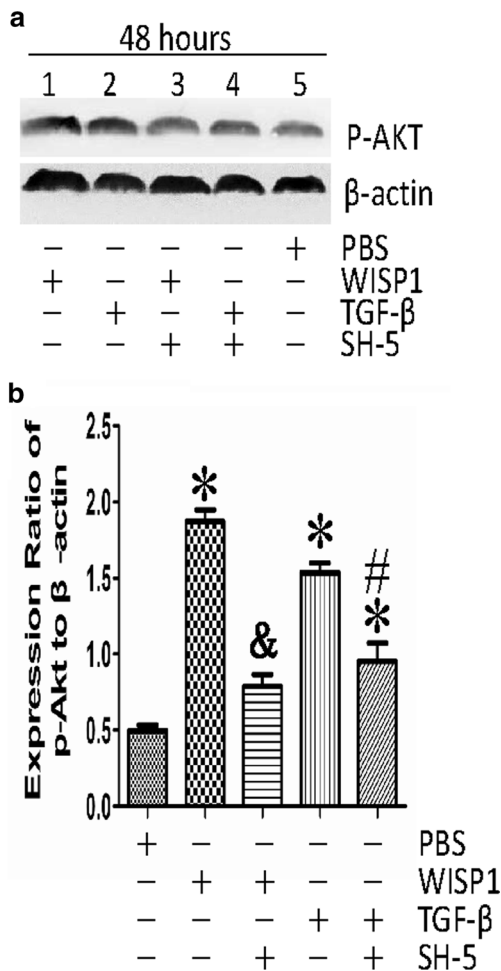 a
48 hours
1 2 3 4 5
P-AKT
β-actin
− − − − + PBS
+ − + − − WISP1
− + − + − TGF-β
− − + + − SH-5
b
Expression Ratio of
p-Akt to β -actin
2.5
2.0
1.5
1.0
0.5
0.0
* & * # *
+ − − − − PBS
− + + − − WISP1
− − − + + TGF-β
− − + − + SH-5